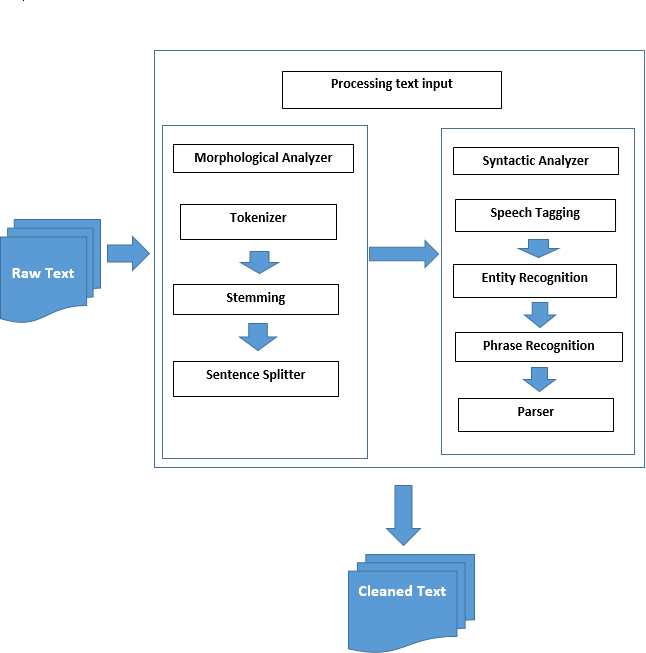 Processing text input
Morphological Analyzer
Tokenizer
Stemming
Sentence Splitter
Syntactic Analyzer
Speech Tagging
Entity Recognition
Phrase Recognition
Parser
Raw Text
Cleaned Text